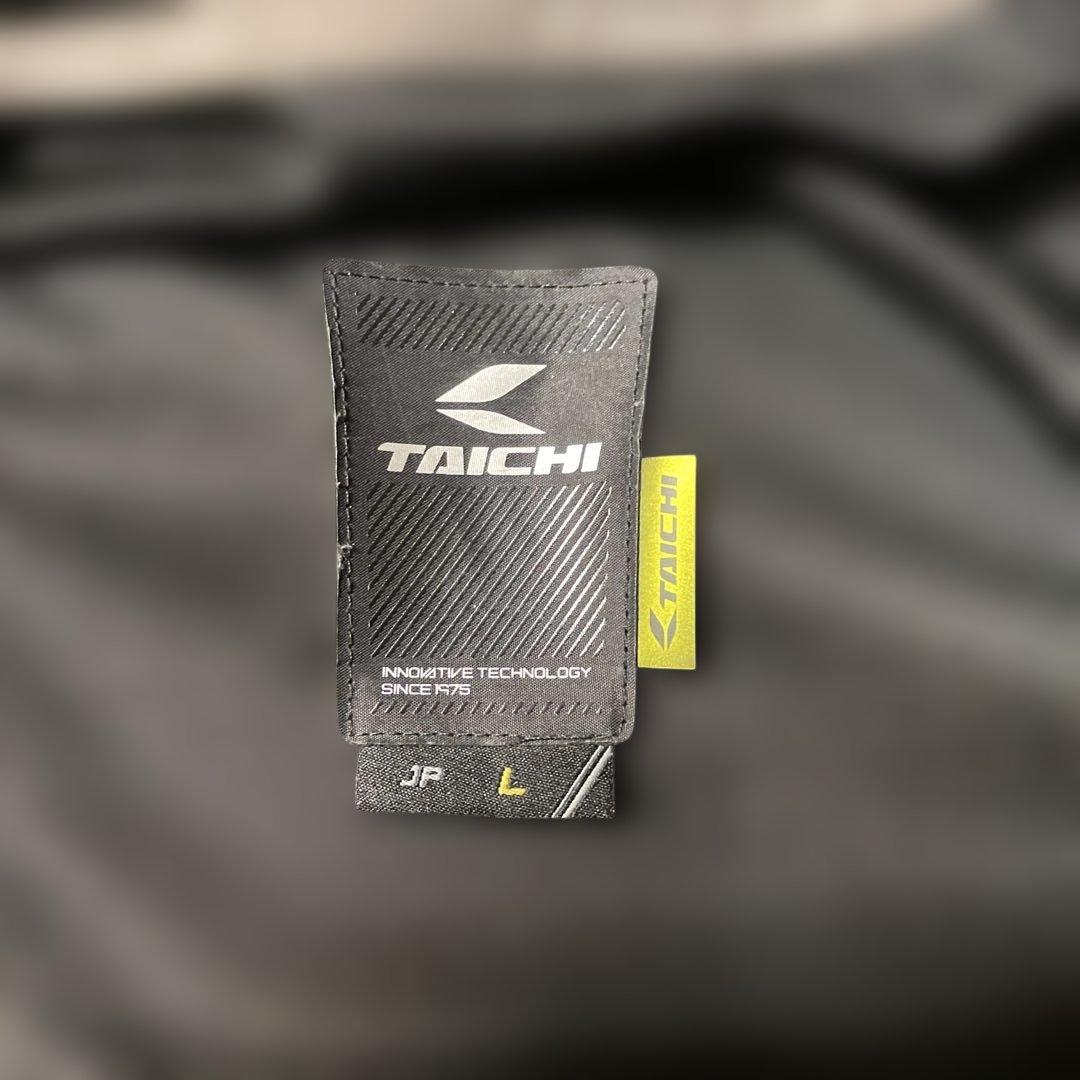 TAICHI
TAICHI
INNOVATIVE TECHNOLOGY
SINCE 1975
JP L